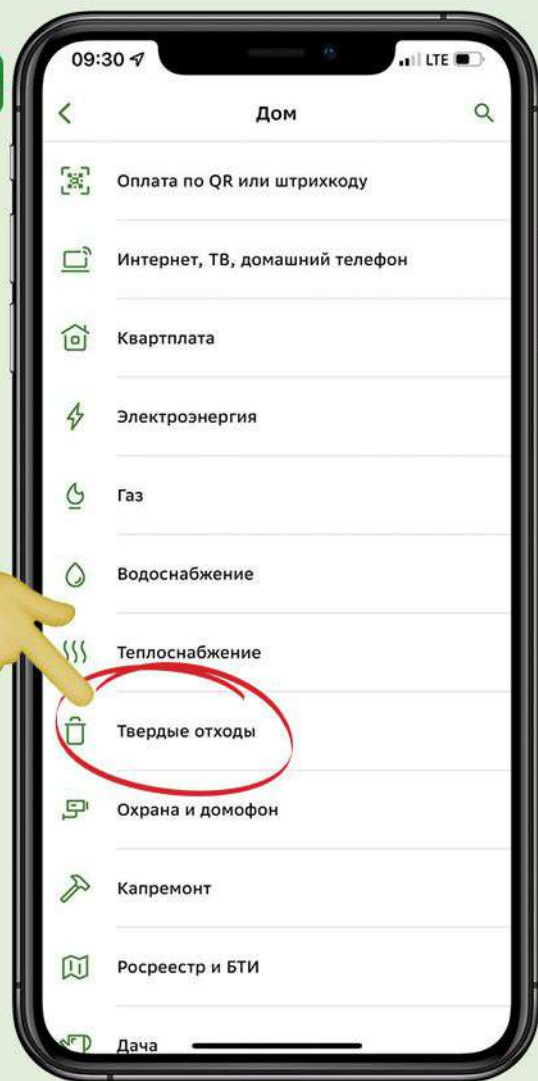 09:30
LTE
Дом
Оплата по QR или штрихкоду
Интернет, ТВ, домашний телефон
Квартплата
Электроэнергия
Газ
Водоснабжение
Теплоснабжение
Твердые отходы
Охрана и домофон
Капремонт
Росреестр и БТИ
Дача